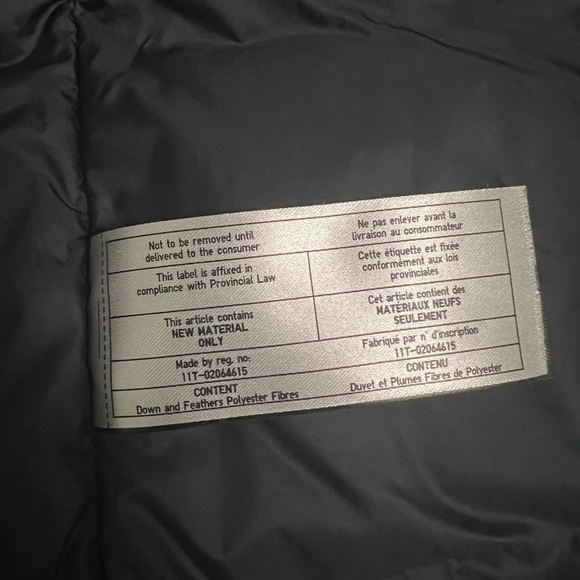 Not to be removed until
delivered to the consumer
Ne pas enlever avant la
livraison au consommateur
This label is affixed in
compliance with Provincial Law
Cette étiquette est fixée
conformément aux lois
provinciales
This article contains
NEW MATERIAL
ONLY
Cet article contient des
MATÉRIAUX NEUFS
SEULEMENT
Made by reg. no:
11T-02064615
Fabriqué par n° d'inscription
11T-02064615
CONTENT
Down and Feathers Polyester Fibres
CONTENU
Duvet et Plumes Fibres de Polyester